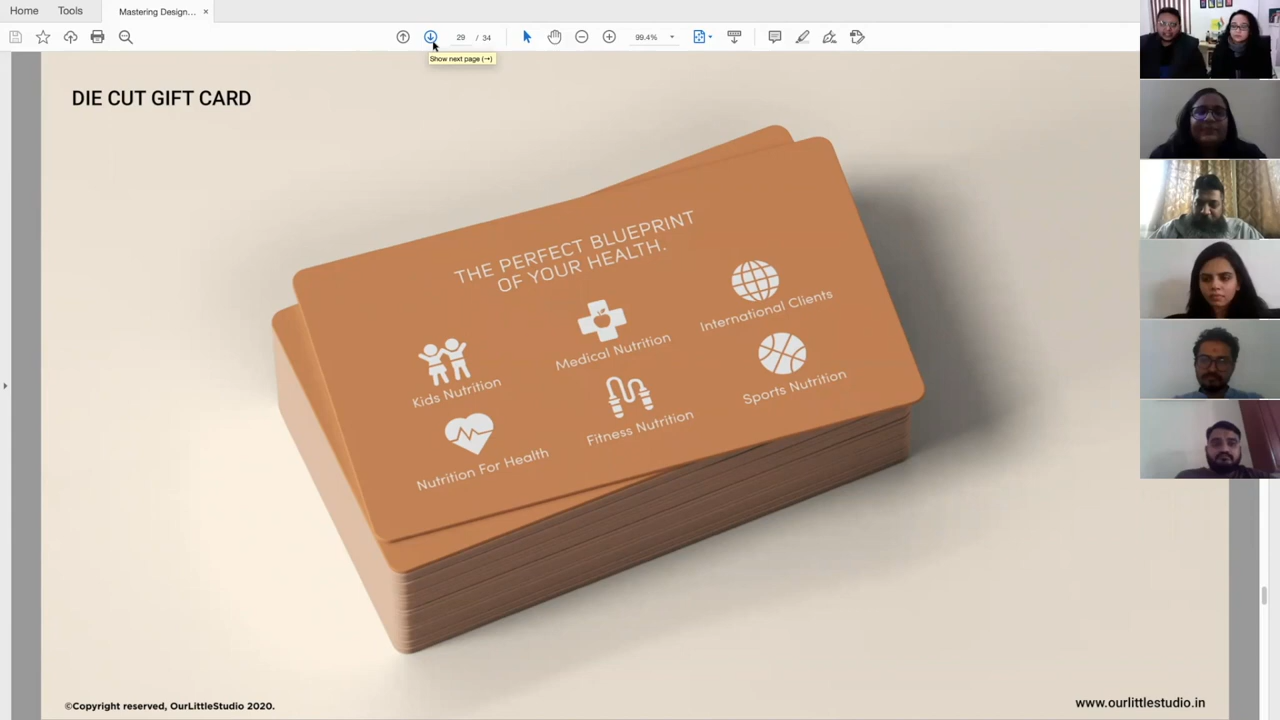 Home
Tools
Mastering Design... ×
29 / 34
99.4%
Show next page (→)
DIE CUT GIFT CARD
THE PERFECT BLUEPRINT
OF YOUR HEALTH.
Kids Nutrition
Medical Nutrition
International Clients
Nutrition For Health
Fitness Nutrition
Sports Nutrition
©Copyright reserved, OurLittleStudio 2020.
www.ourlittlestudio.in